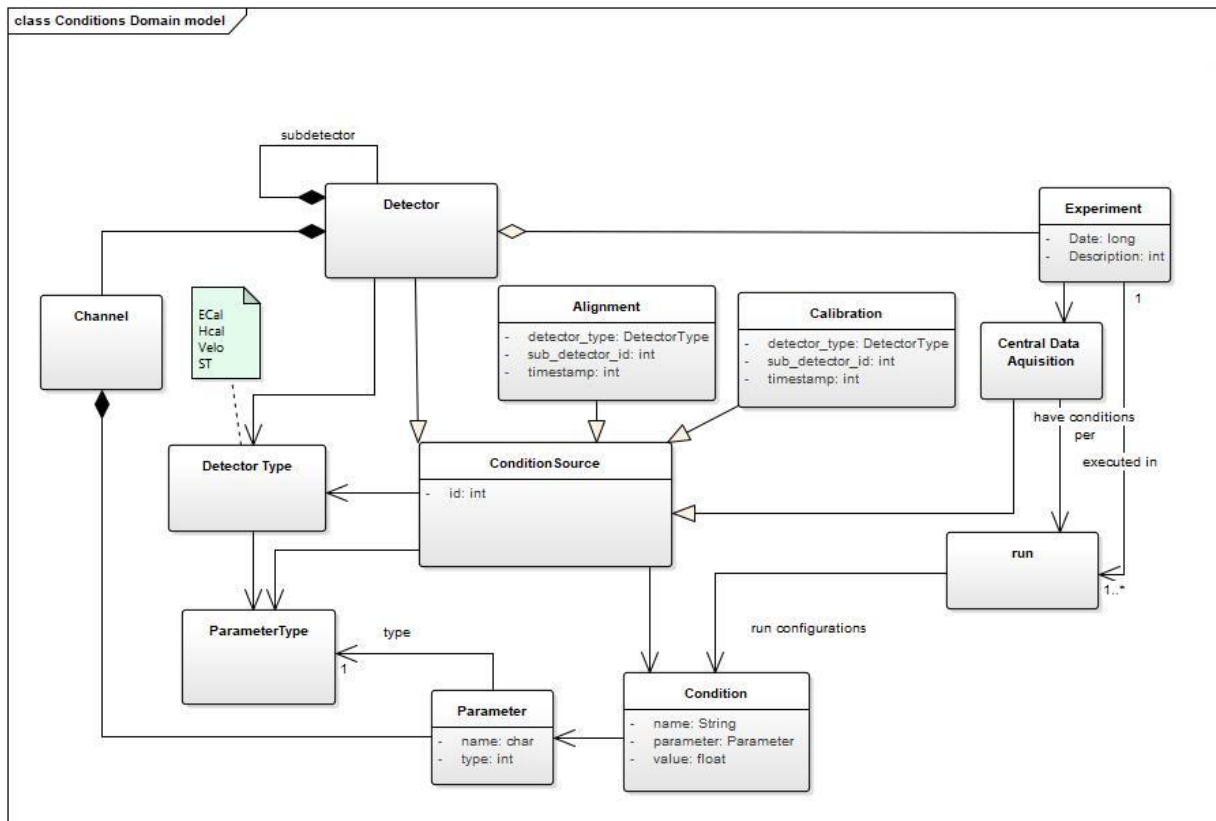 class Conditions Domain model
subdetector
Detector
Experiment
- Date: long
- Description: int
1
Channel
ECal
Hcal
Velo
ST
Alignment
- detector_type: DetectorType
- sub_detector_id: int
- timestamp: int
Calibration
- detector_type: DetectorType
- sub_detector_id: int
- timestamp: int
Central Data
Aquisition
have conditions
per
executed in
Detector Type
ConditionSource
- id: int
run
1..*
ParameterType
type
1
run configurations
Parameter
- name: char
- type: int
Condition
- name: String
- parameter: Parameter
- value: float